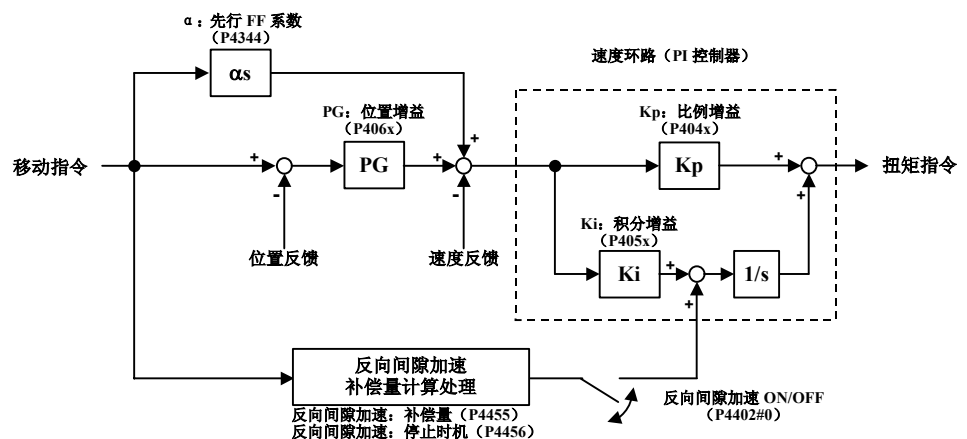 α：先行 FF 系数
（P4344）
αs
速度环路（PI 控制器）
PG：位置增益
（P406x）
Kp：比例增益
（P404x）
+
移动指令
+
PG
+
Kp
+
扭矩指令
-
-
+
位置反馈
速度反馈
Ki：积分增益
（P405x）
Ki
+
1/s
+
反向间隙加速
补偿量计算处理
反向间隙加速 ON/OFF
（P4402#0）
反向间隙加速：补偿量（P4455）
反向间隙加速：停止时机（P4456）